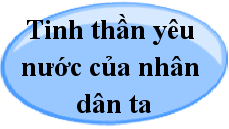 Tinh thần yêu
nước của nhân
dân ta